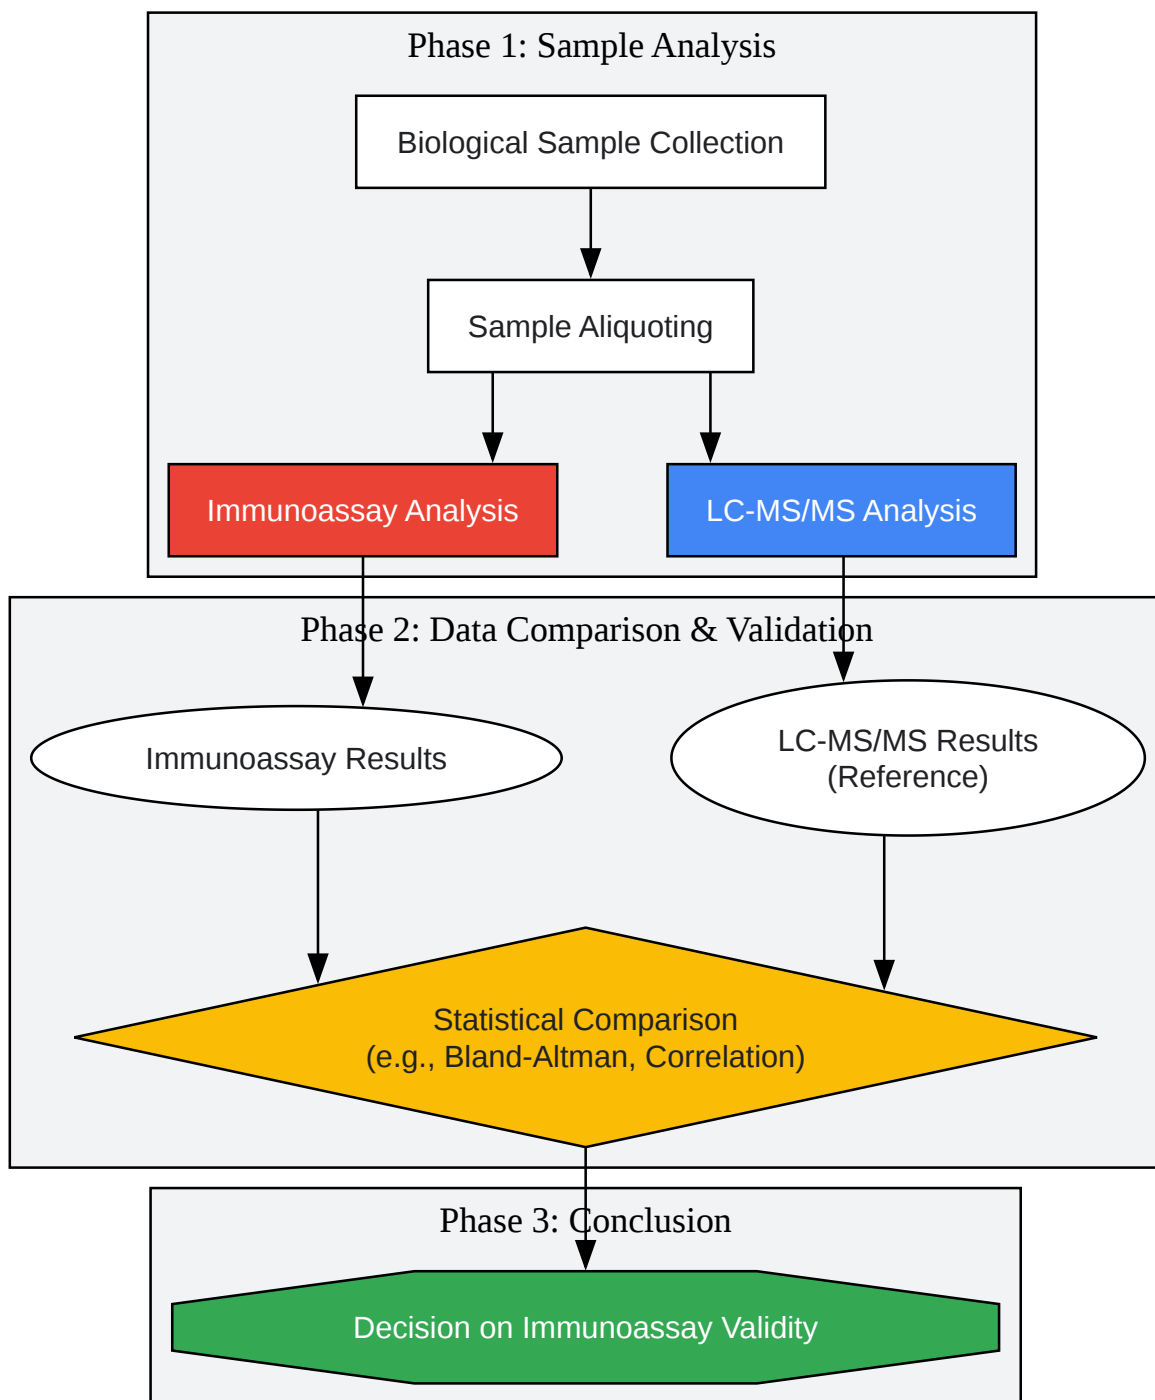 Phase 1: Sample Analysis
Biological Sample Collection
Sample Aliquoting
Immunoassay Analysis
LC-MS/MS Analysis
Phase 2: Data Comparison & Validation
Immunoassay Results
LC-MS/MS Results
(Reference)
Statistical Comparison
(e.g., Bland-Altman, Correlation)
Phase 3: Conclusion
Decision on Immunoassay Validity